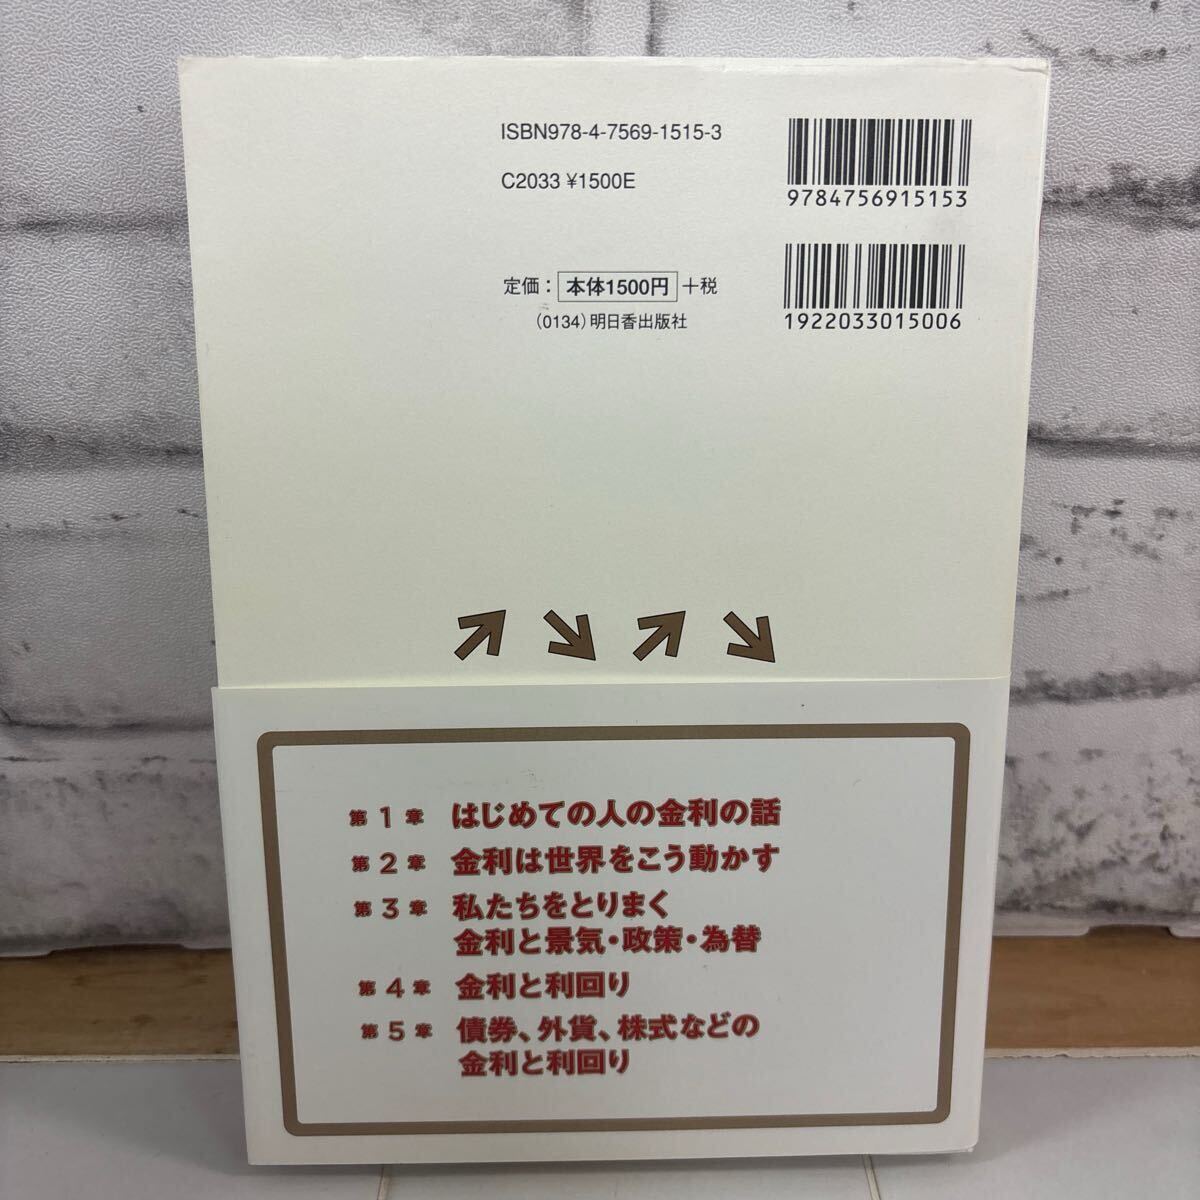 ISBN978-4-7569-1515-3
C2033 ¥1500E
9784756915153
定価: 本体1500円 +税
(0134)明日香出版社
1922033015006
第1章 はじめての人の金利の話
第2章 金利は世界をこう動かす
第3章 私たちをとりまく
金利と景気・政策・為替
第4章 金利と利回り
第5章 債券、外貨、株式などの
金利と利回り